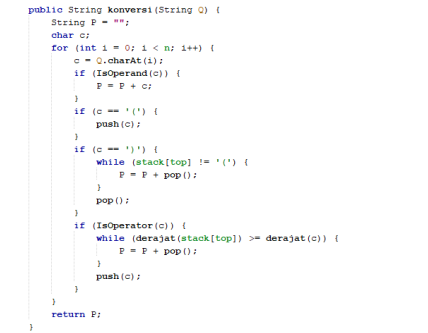 public String konversi(String Q) {
String P = "";
char c;
for (int i = 0; i < n; i++) {
c = Q.charAt(i);
if (IsOperand(c)) {
P = P + c;
}
if (c == '(') {
push(c);
}
if (c == ')') {
while (stack[top] != '(') {
P = P + pop();
}
pop();
}
if (IsOperator(c)) {
while (derajat(stack[top]) >= derajat(c)) {
P = P + pop();
}
push(c);
}
}
return P;
}